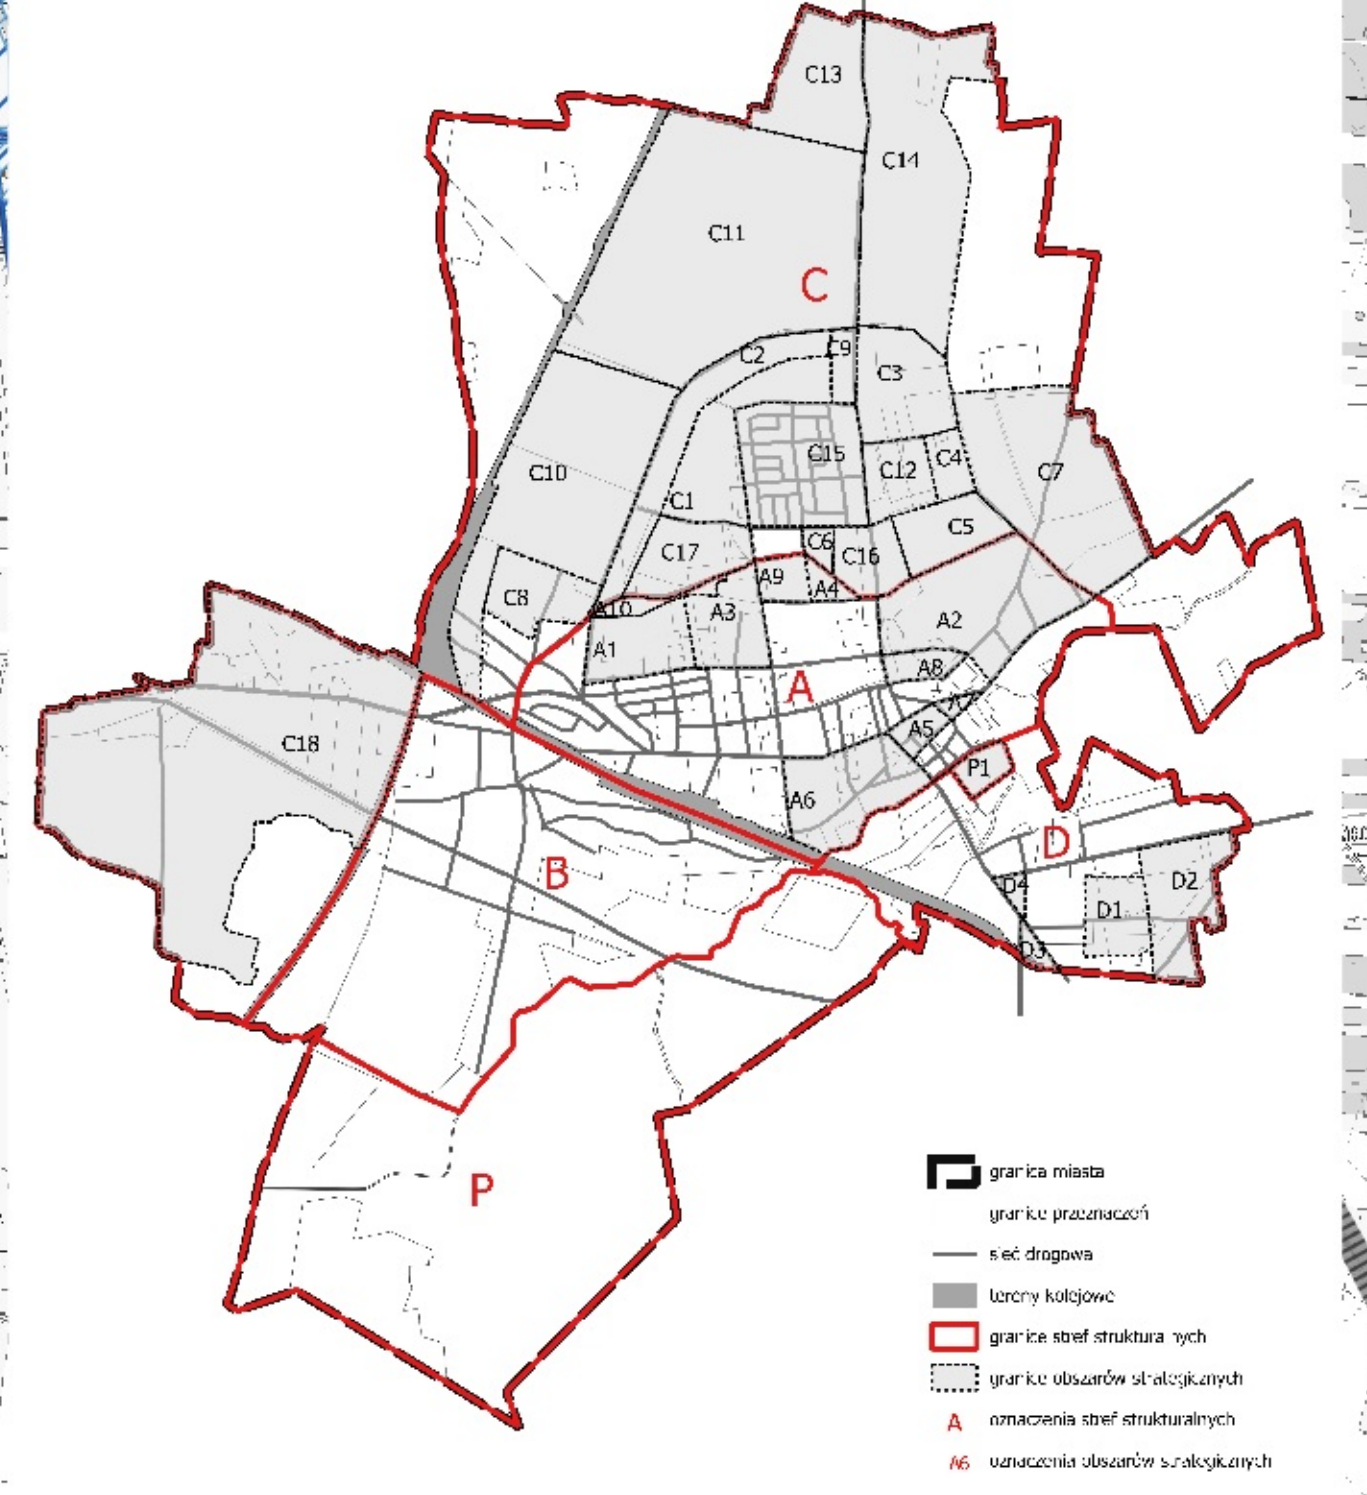 C13
C14
C11
C
C2
C9
C3
C15
C12
C4
C7
C10
C1
C5
C6
C16
C17
A9
A4
C8
A10
A3
A2
A1
A8
A
A7
A5
C18
P1
A6
D
B
D4
D2
D1
D3
P
granica miasta
granice przeznaczeń
sieć drogowa
tereny kolejowe
granice stref strukturalnych
granice obszarów strategicznych
A oznaczenia stref strukturalnych
A6 oznaczenia obszarów strategicznych